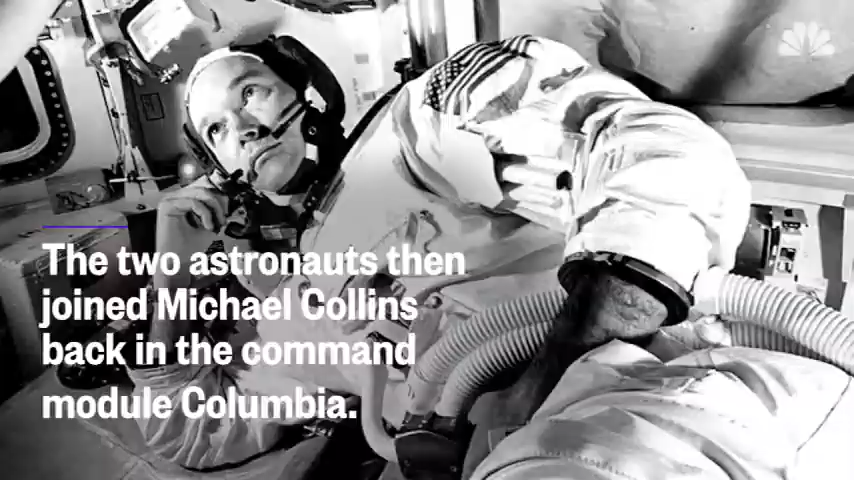 The two astronauts then
joined Michael Collins
back in the command
module Columbia.